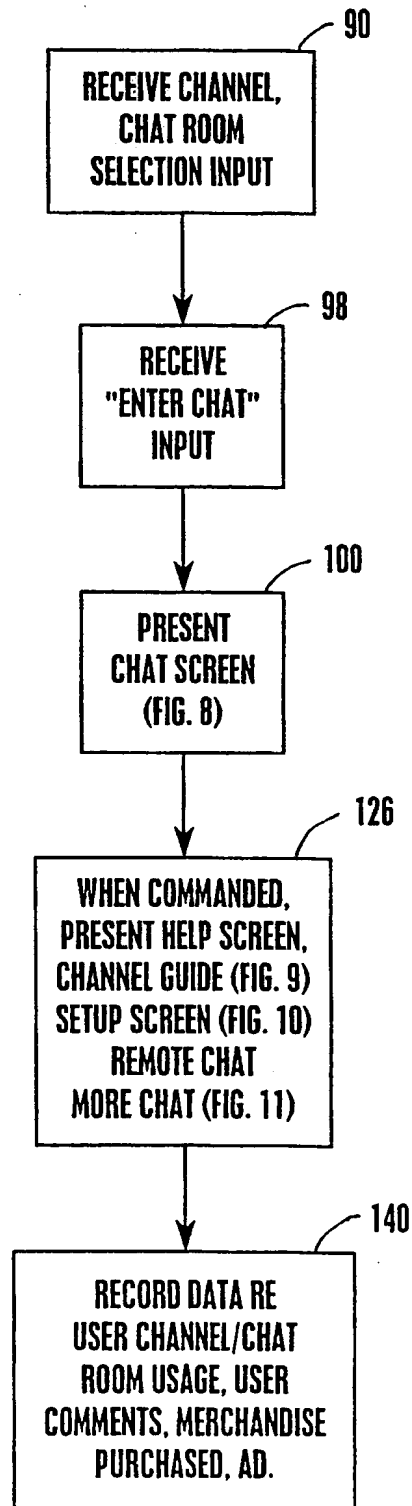 90
RECEIVE CHANNEL,
CHAT ROOM
SELECTION INPUT
98
RECEIVE
"ENTER CHAT"
INPUT
100
PRESENT
CHAT SCREEN
(FIG. 8)
126
WHEN COMMANDED,
PRESENT HELP SCREEN,
CHANNEL GUIDE (FIG. 9)
SETUP SCREEN (FIG. 10)
REMOTE CHAT
MORE CHAT (FIG. 11)
140
RECORD DATA RE
USER CHANNEL/CHAT
ROOM USAGE, USER
COMMENTS, MERCHANDISE
PURCHASED, AD.